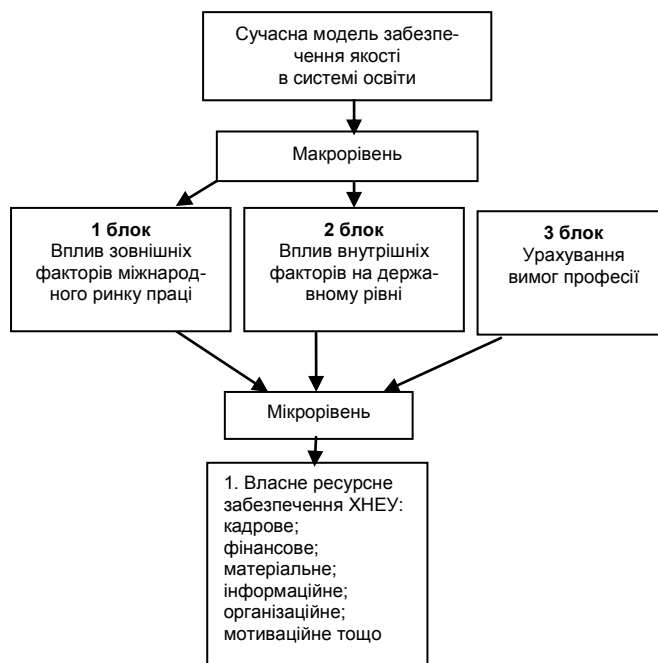 Сучасна модель забезпе-
чення якості
в системі освіти
Макрорівень
1 блок
Вплив зовнішніх
факторів міжнарод-
ного ринку праці
2 блок
Вплив внутрішніх
факторів на держа-
вному рівні
3 блок
Урахування
вимог професії
Мікрорівень
1. Власне ресурсне
забезпечення ХНЕУ:
кадрове;
фінансове;
матеріальне;
інформаційне;
організаційне;
мотиваційне тощо